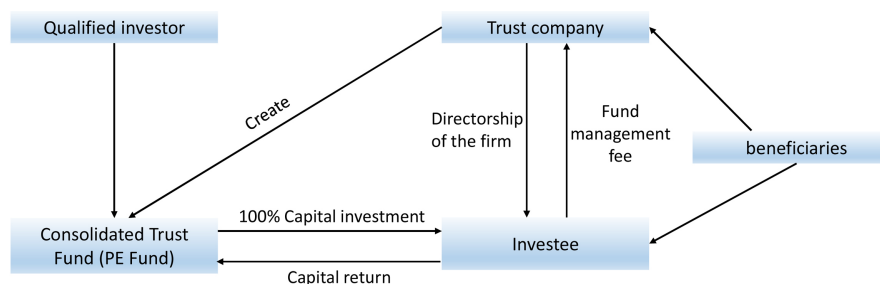 Qualified investor
Trust company
Create
Directorship
of the firm
Fund
management
fee
beneficiaries
100% Capital investment
Consolidated Trust
Fund (PE Fund)
Investee
Capital return